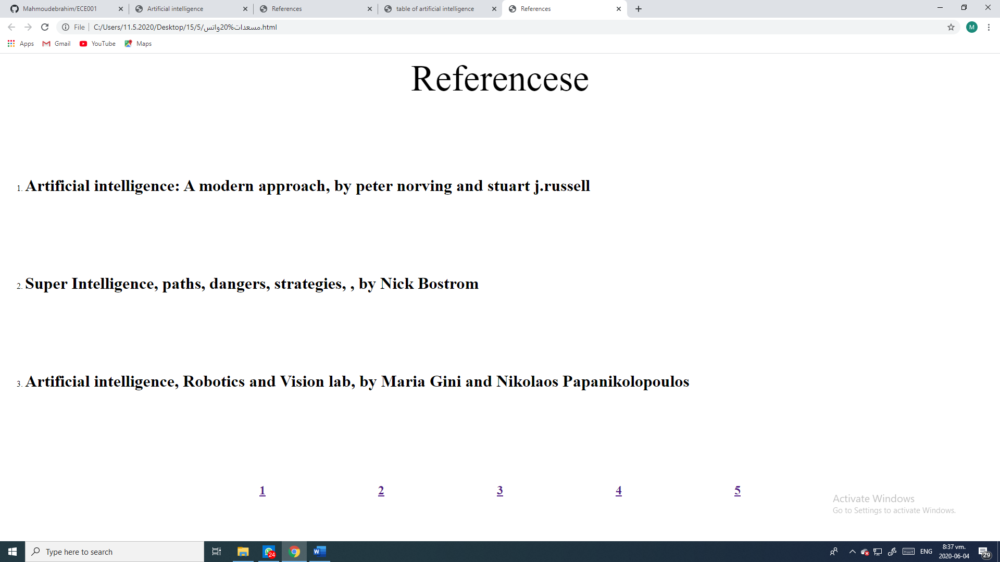 Mahmoudebrahim/ECE001
Artificial intelligence
References
table of artificial intelligence
References
File
C:/Users/11.5.2020/Desktop/15/5/مسعدات%20واتس.html
M
Apps
Gmail
YouTube
Maps
Referencese
1. Artificial intelligence: A modern approach, by peter norving and stuart j.russell
2. Super Intelligence, paths, dangers, strategies, , by Nick Bostrom
3. Artificial intelligence, Robotics and Vision lab, by Maria Gini and Nikolaos Papanikolopoulos
1 2 3 4 5
Activate Windows
Go to Settings to activate Windows.
Type here to search
24
W
ENG
8:37 vm.
2020-06-04
29